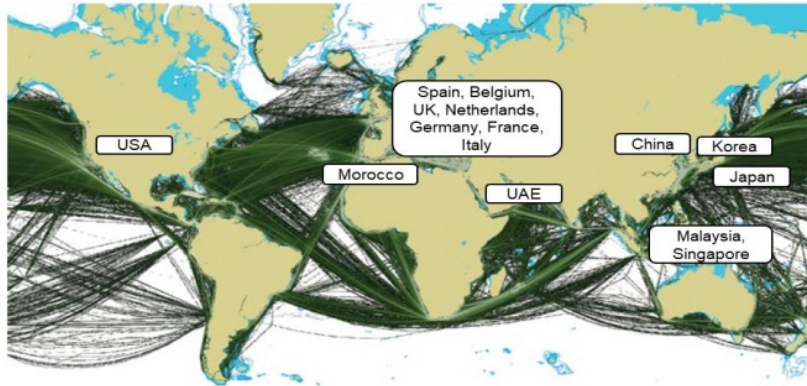 Spain, Belgium,
UK, Netherlands,
Germany, France,
Italy
USA
China
Korea
Morocco
Japan
UAE
Malaysia,
Singapore